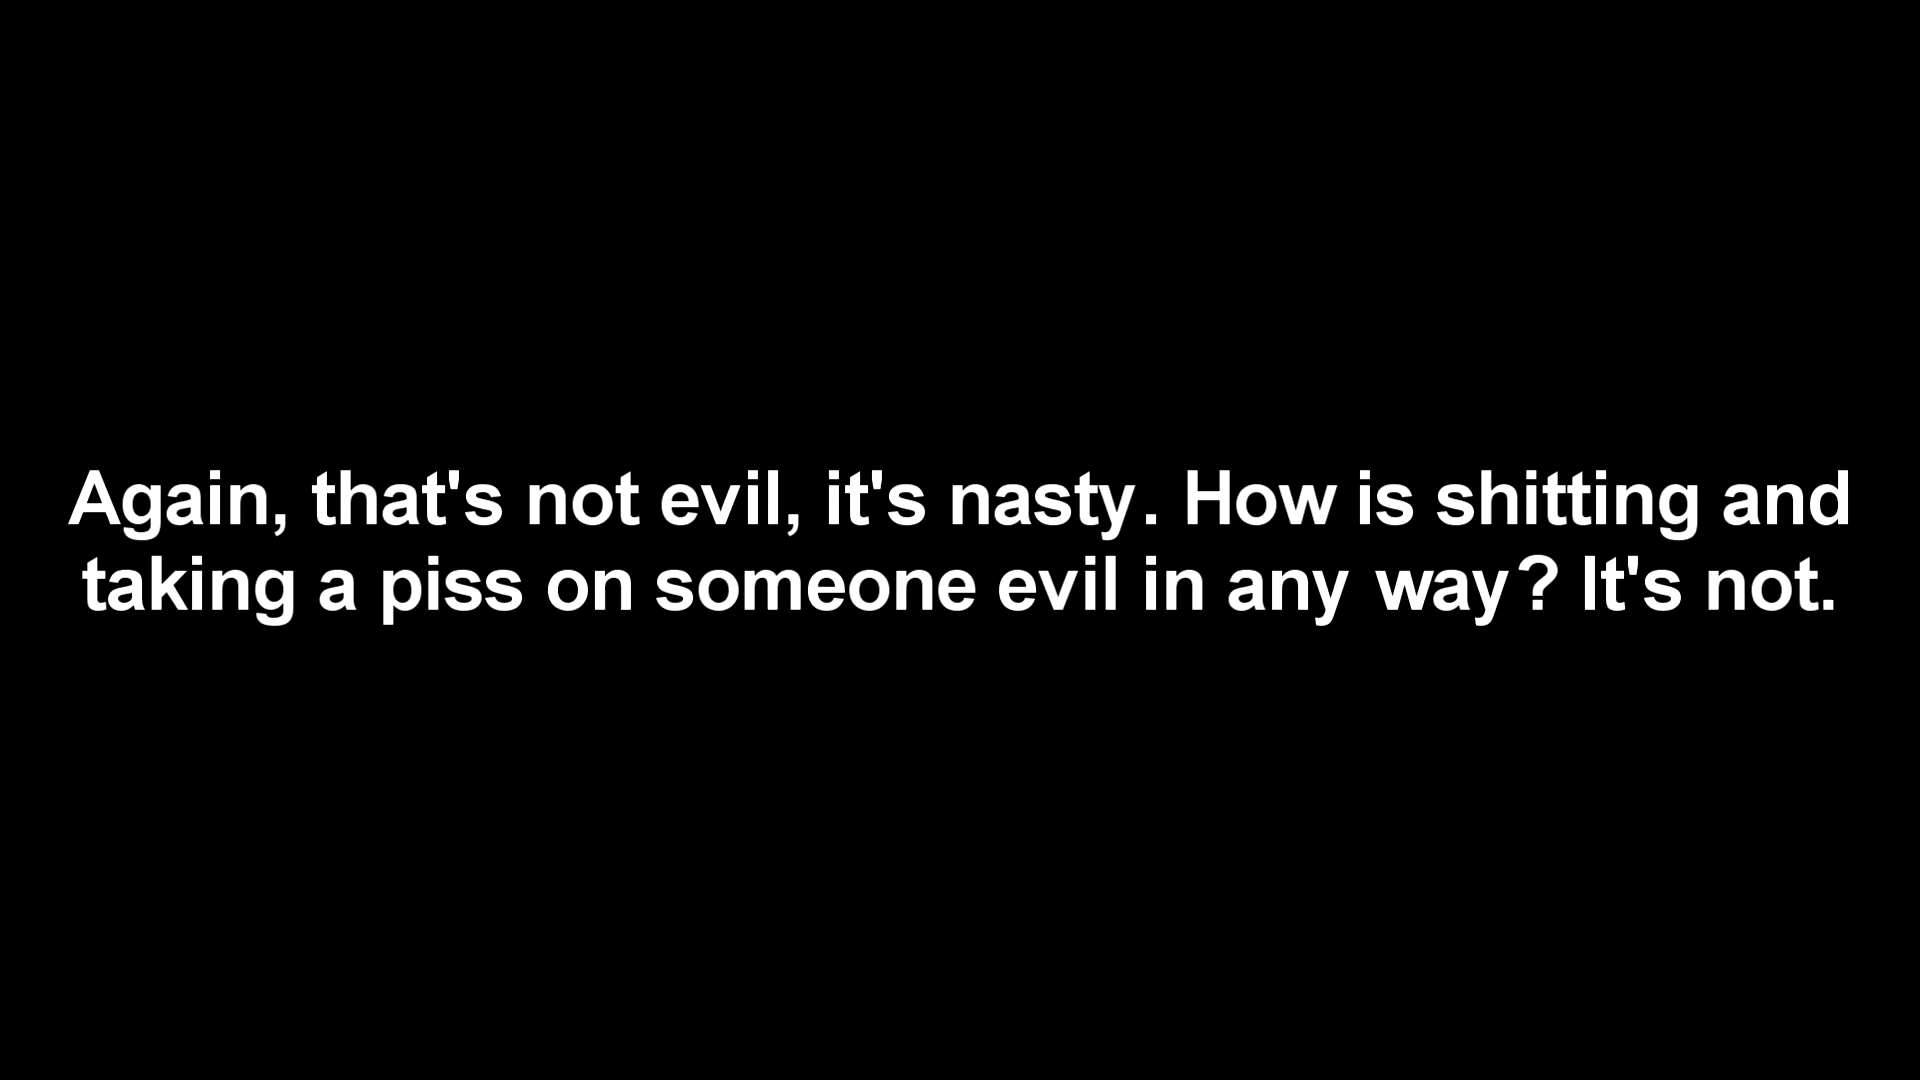 Again, that's not evil, it's nasty. How is shitting and
taking a piss on someone evil in any way? It's not.